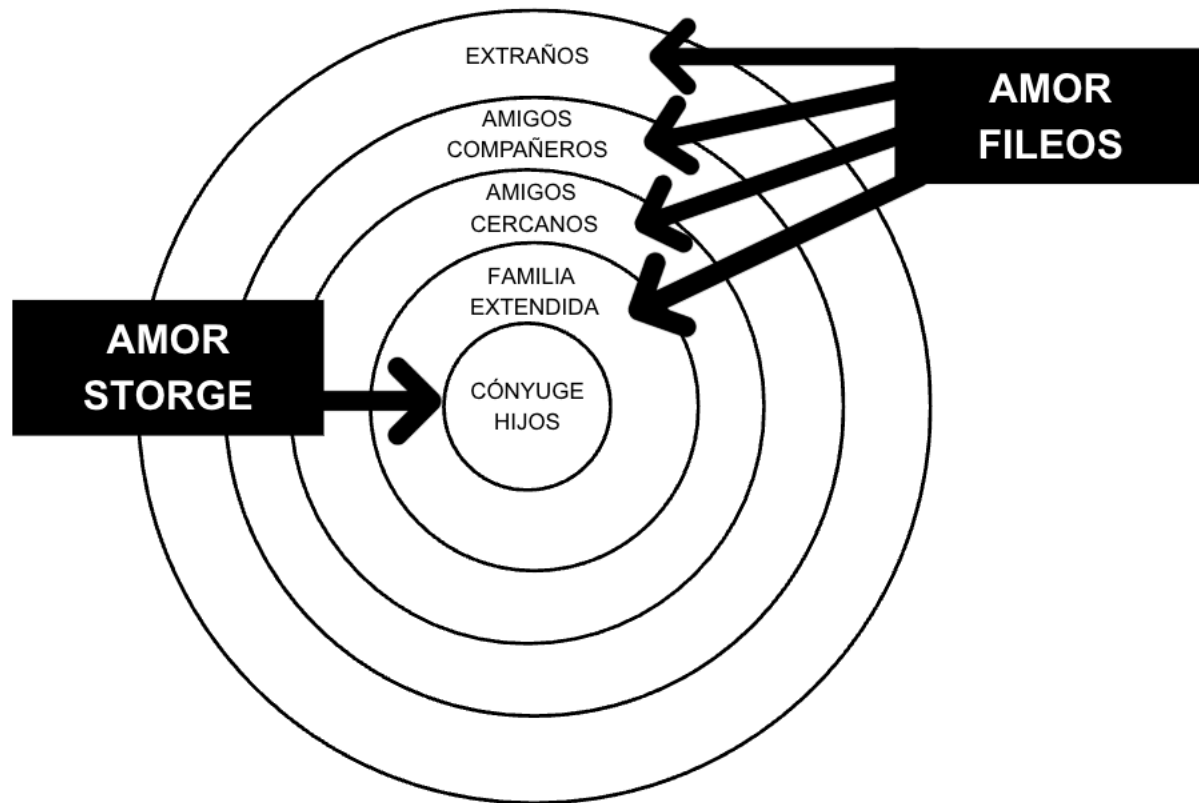 EXTRAÑOS
AMOR
FILEOS
AMIGOS
COMPAÑEROS
AMIGOS
CERCANOS
FAMILIA
EXTENDIDA
AMOR
STORGE
CÓNYUGE
HIJOS